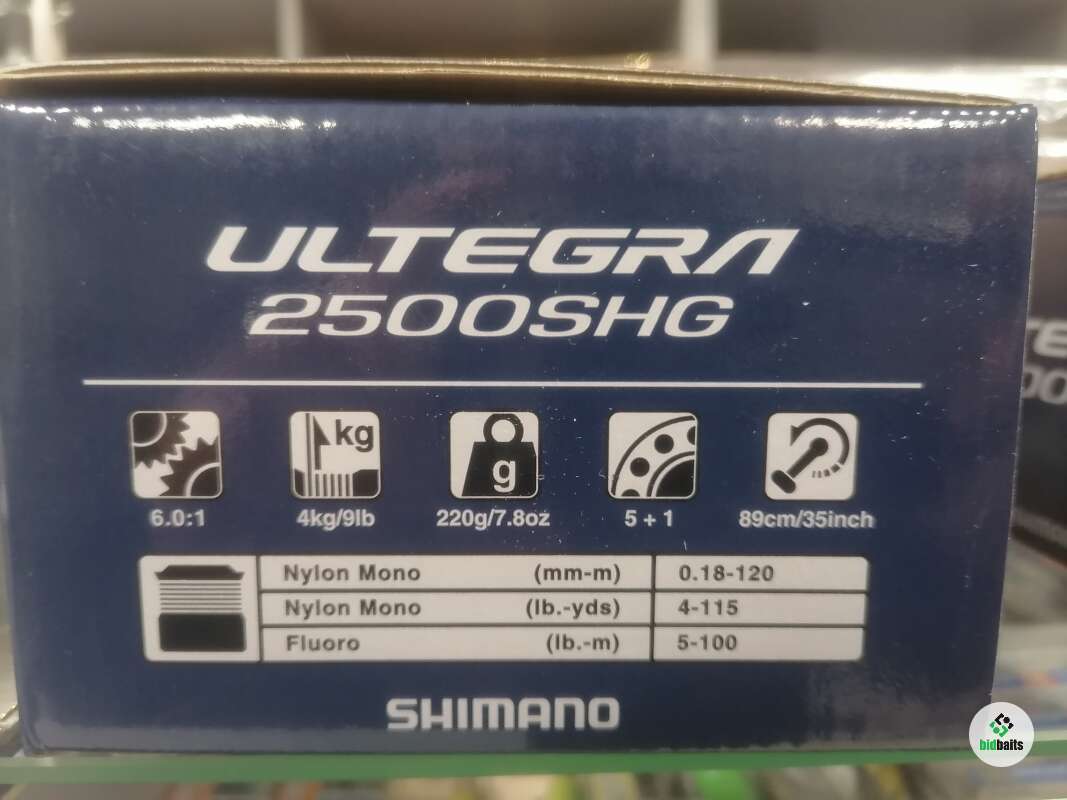 ULTEGRA
2500SHG
kg
g
6.0:1
4kg/9lb
220g/7.8oz
5 + 1
89cm/35inch
Nylon Mono (mm-m) 0.18-120
Nylon Mono (lb.-yds) 4-115
Fluoro (lb.-m) 5-100
SHIMANO
bidbaits